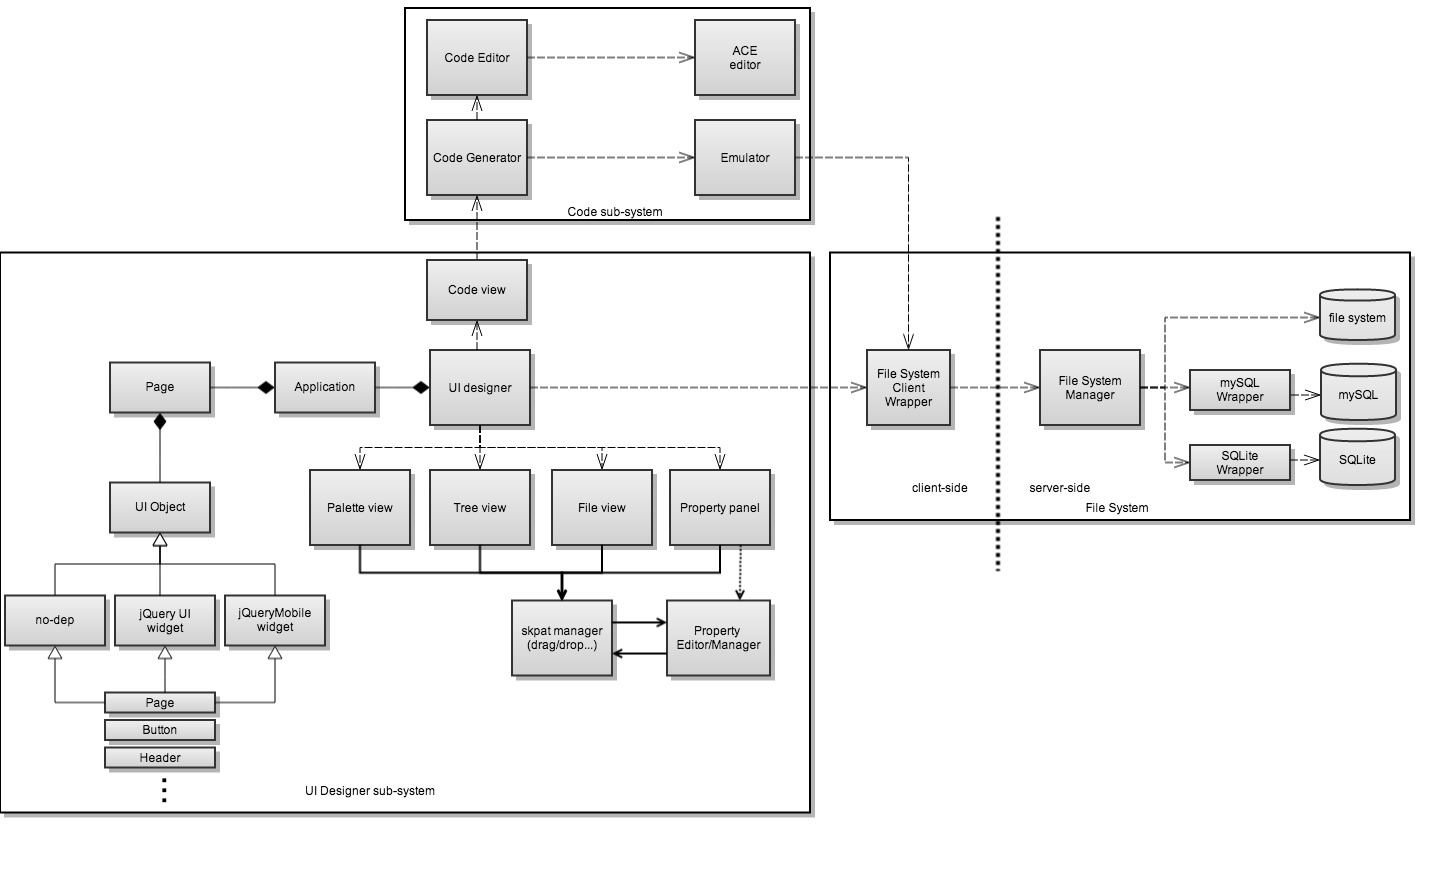 Code Editor
ACE
editor
Code Generator
Emulator
Code sub-system
Code view
Page
Application
UI designer
File System
Client
Wrapper
File System
Manager
file system
mySQL
Wrapper
mySQL
SQLite
Wrapper
SQLite
client-side
server-side
File System
UI Object
Palette view
Tree view
File view
Property panel
no-dep
jQuery UI
widget
jQueryMobile
widget
skpat manager
(drag/drop...)
Property
Editor/Manager
Page
Button
Header
UI Designer sub-system